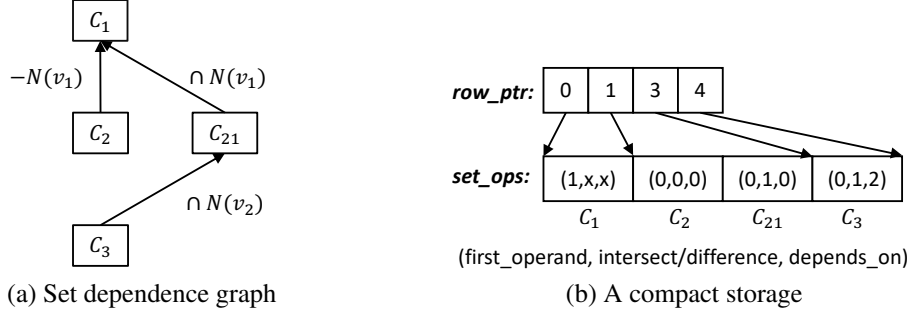 C₁
−N(v₁)
∩ N(v₁)
C₂
C₂₁
∩ N(v₂)
C₃
(a) Set dependence graph
row_ptr: 0 1 3 4
set_ops: (1,x,x) (0,0,0) (0,1,0) (0,1,2)
C₁ C₂ C₂₁ C₃
(first_operand, intersect/difference, depends_on)
(b) A compact storage